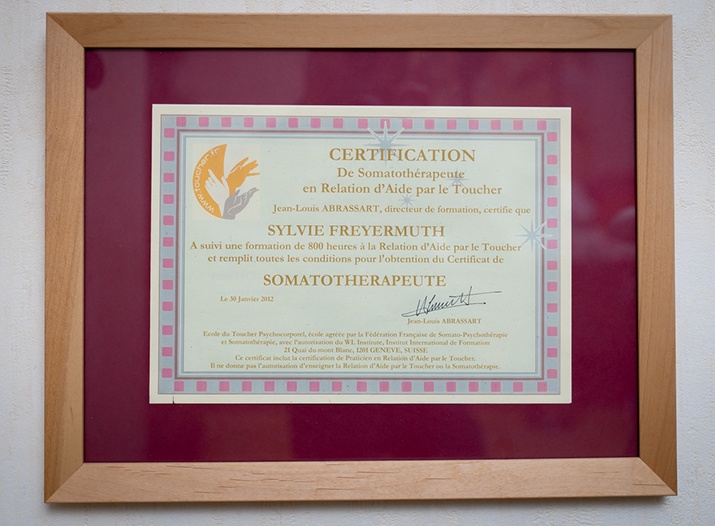 www.toucher.fr
CERTIFICATION
De Somatothérapeute
en Relation d'Aide par le Toucher
Jean-Louis ABRASSART, directeur de formation, certifie que
SYLVIE FREYERMUTH
A suivi une formation de 800 heures à la Relation d'Aide par le Toucher
et remplit toutes les conditions pour l'obtention du Certificat de
SOMATOTHERAPEUTE
Le 30 Janvier 2012
Jean-Louis ABRASSART
Ecole du Toucher Psychocorporel, école agréée par la Fédération Française de Somato-Psychothérapie
et Somatothérapie, avec l'autorisation du WL Institute, Institut International de Formation
21 Quai du mont Blanc, 1201 GENEVE, SUISSE
Ce certificat inclut la certification de Praticien en Relation d'Aide par le Toucher.
Il ne donne pas l'autorisation d'enseigner la Relation d'Aide par le Toucher ou la Somatothérapie.